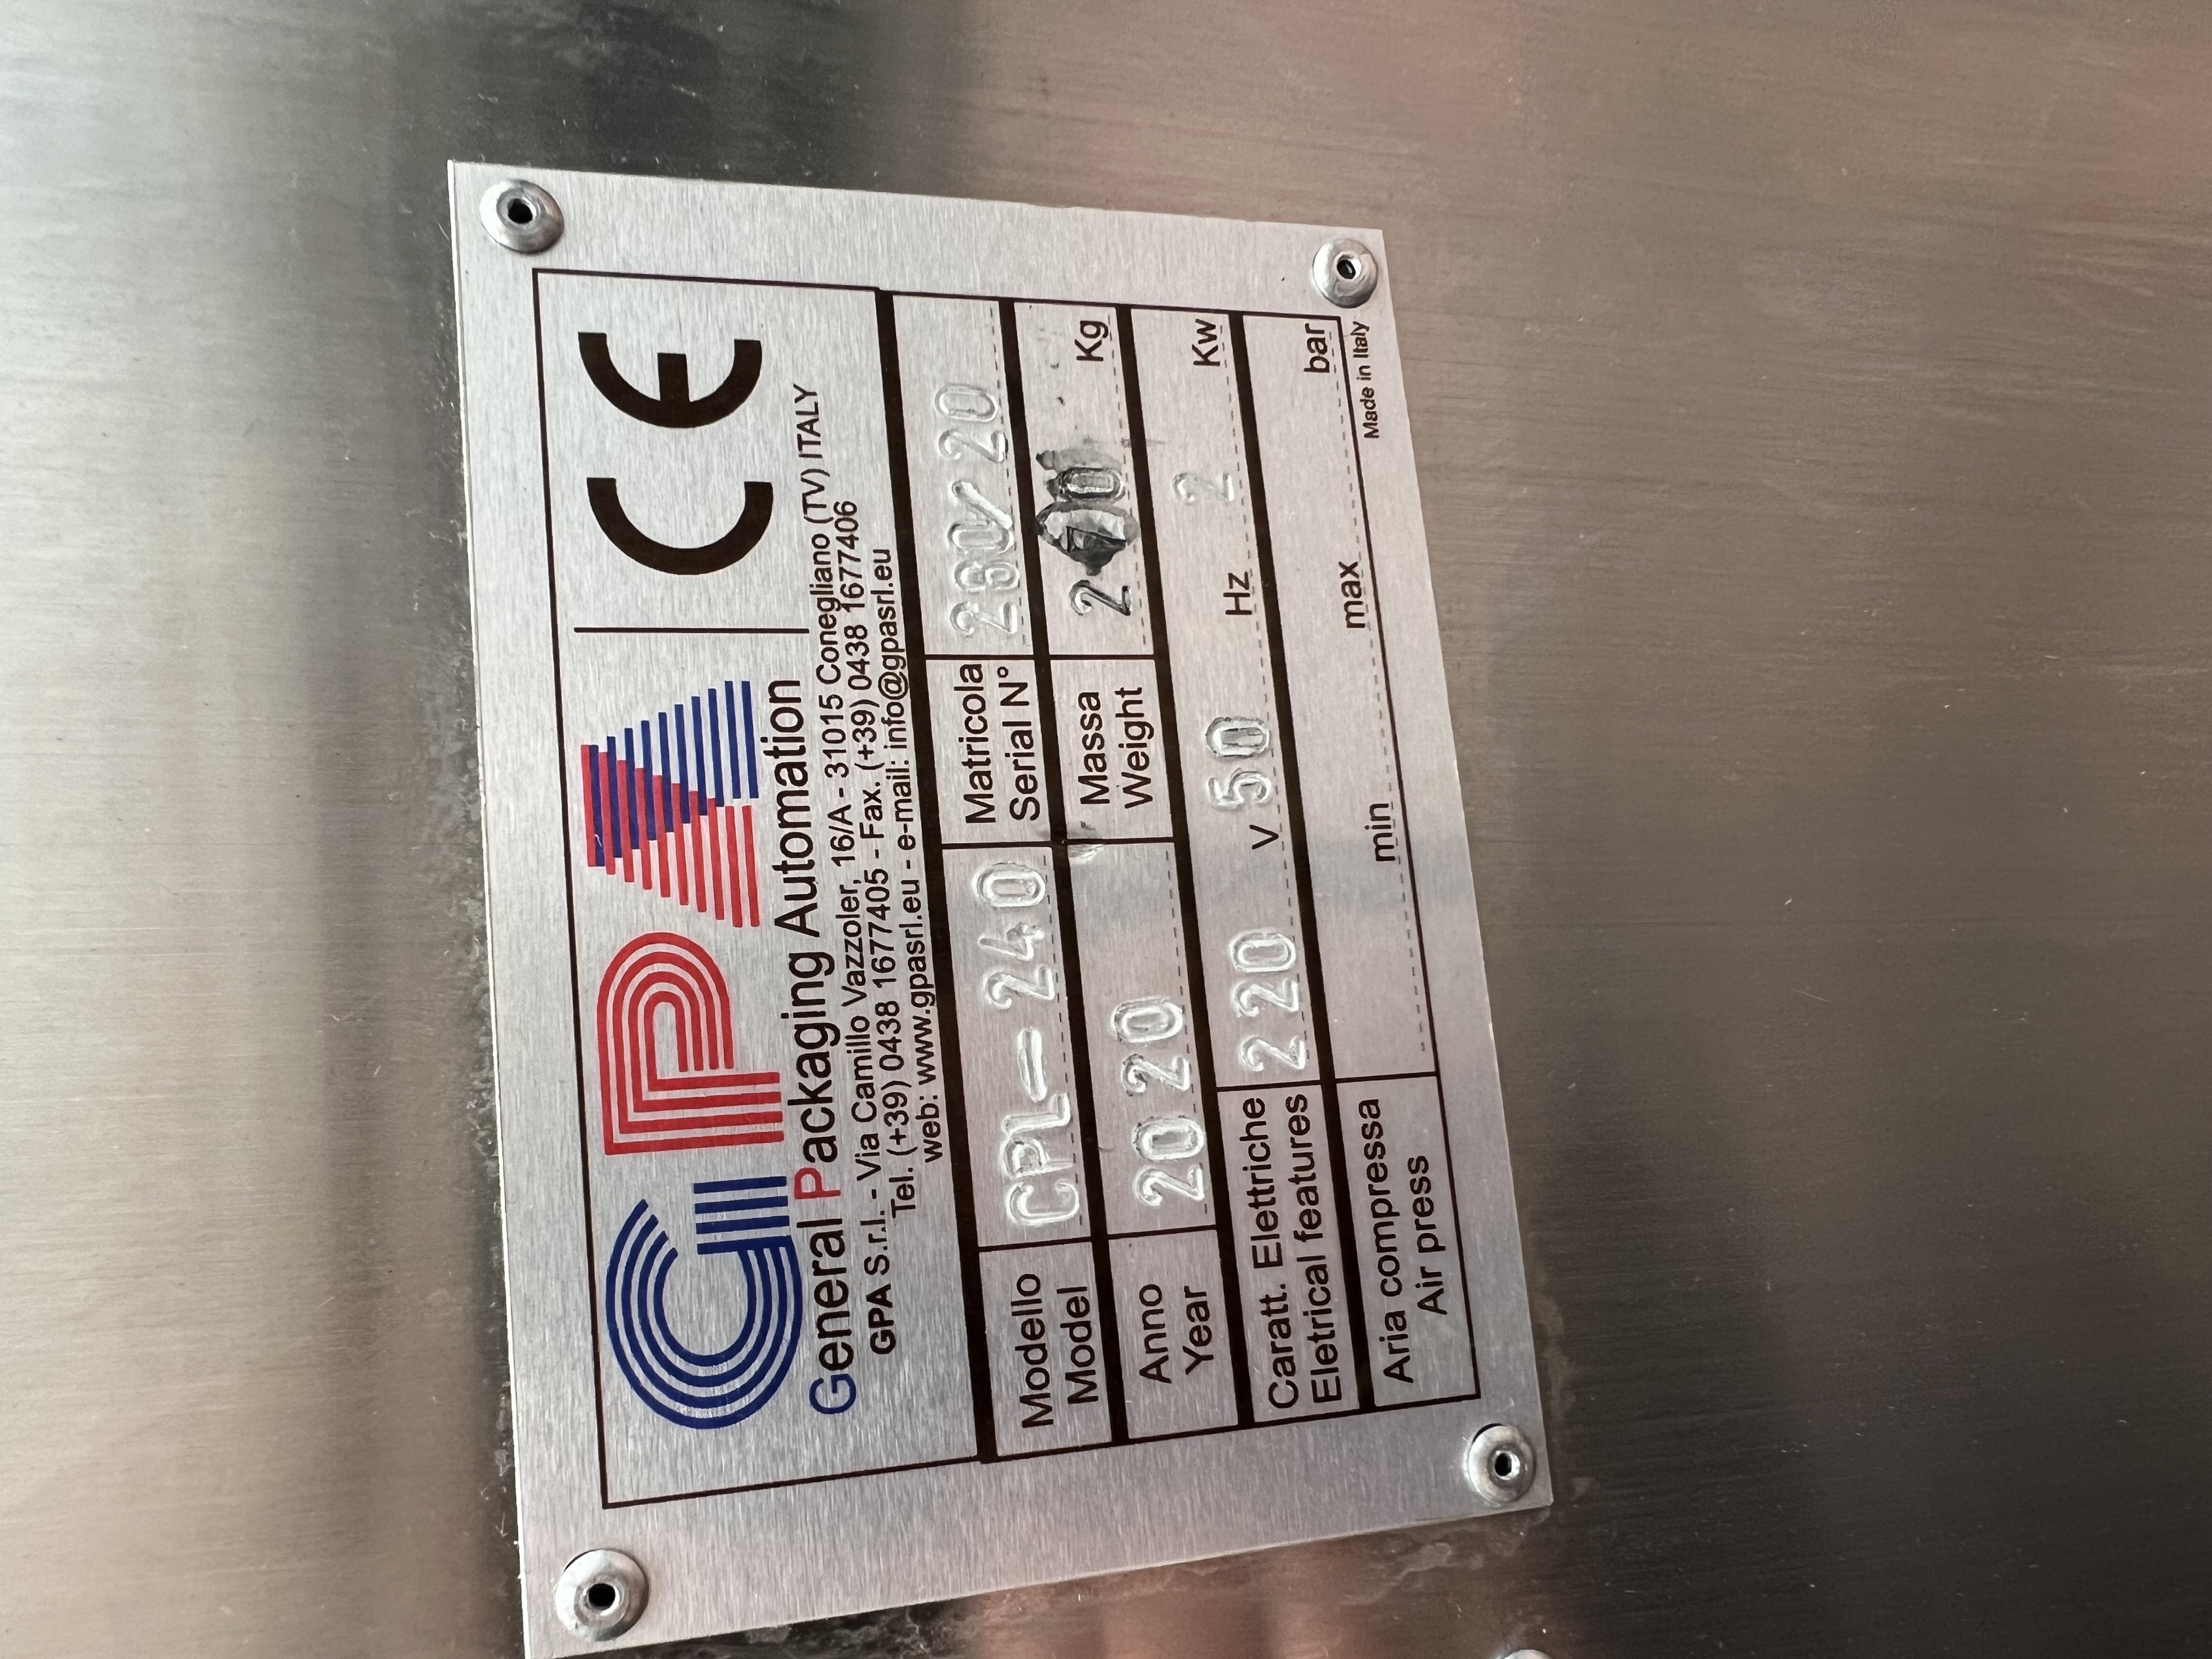 GPA
CE
General Packaging Automation
GPA S.r.l. - Via Camillo Vazzoler, 16/A - 31015 Conegliano (TV) ITALY
Tel. (+39) 0438 1677405 - Fax. (+39) 0438 1677406
web: www.gpasrl.eu - e-mail: info@gpasrl.eu
Modello
Model
CPL-240
Matricola
Serial N°
280/20
Anno
Year
2020
Massa
Weight
Kg
Caratt. Elettriche
Eletrical features
220 V 50 Hz 2 Kw
Aria compressa
Air press
min max bar
Made in Italy